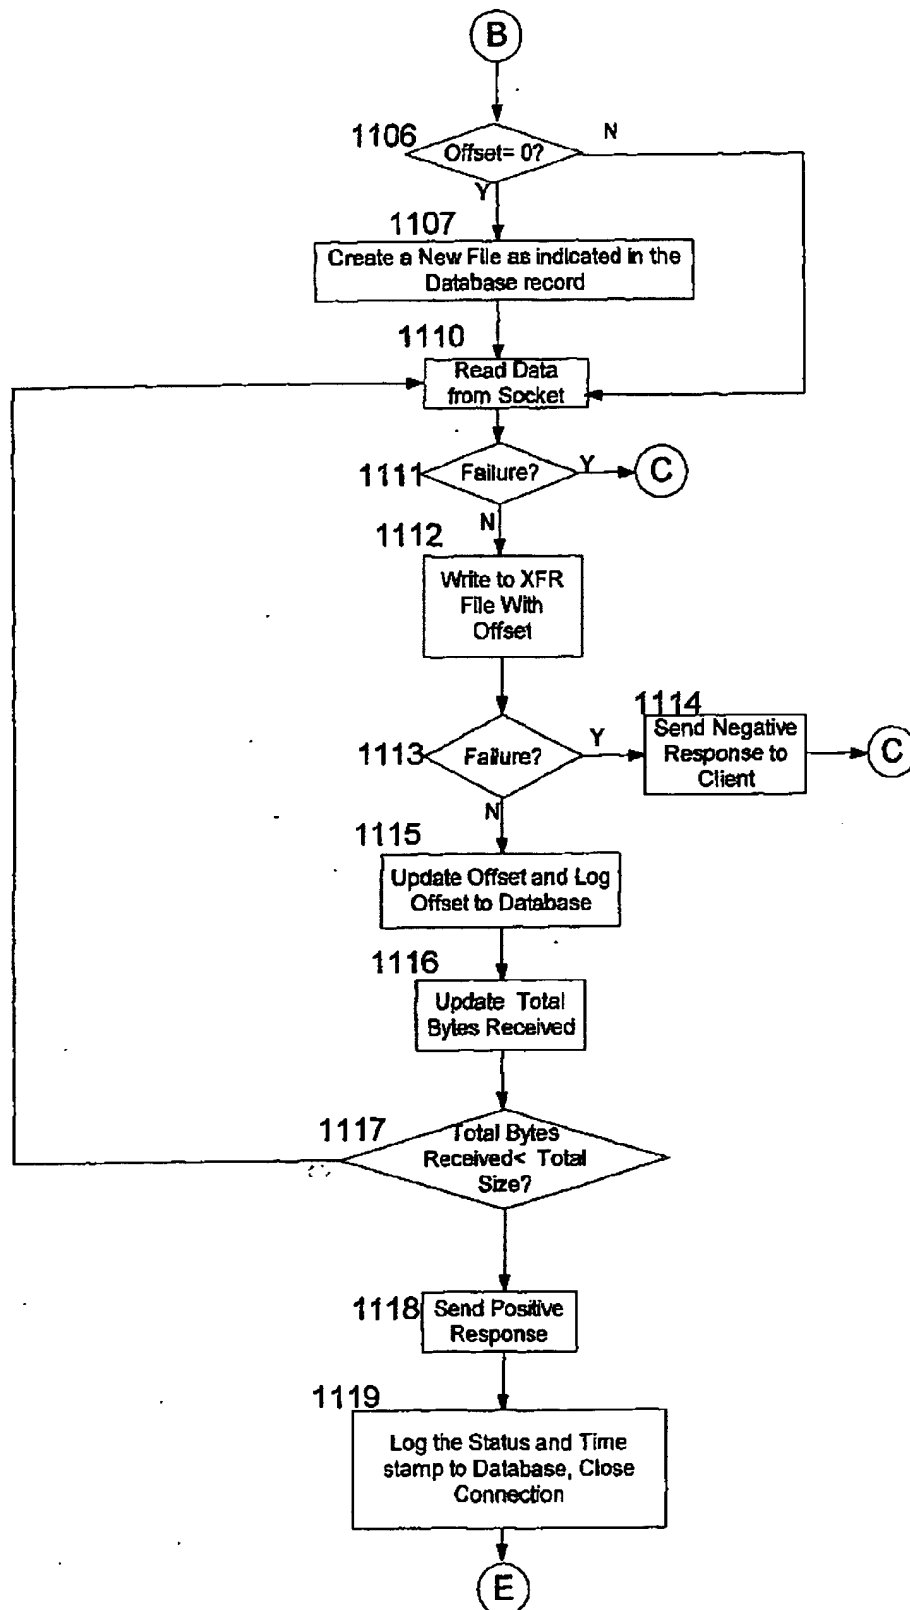 B
1106
Offset= 0?
N
Y
1107
Create a New File as indicated in the
Database record
1110
Read Data
from Socket
1111
Failure?
Y
C
N
1112
Write to XFR
File With
Offset
1113
Failure?
Y
1114
Send Negative
Response to
Client
C
N
1115
Update Offset and Log
Offset to Database
1116
Update Total
Bytes Received
1117
Total Bytes
Received< Total
Size?
1118
Send Positive
Response
1119
Log the Status and Time
stamp to Database, Close
Connection
E